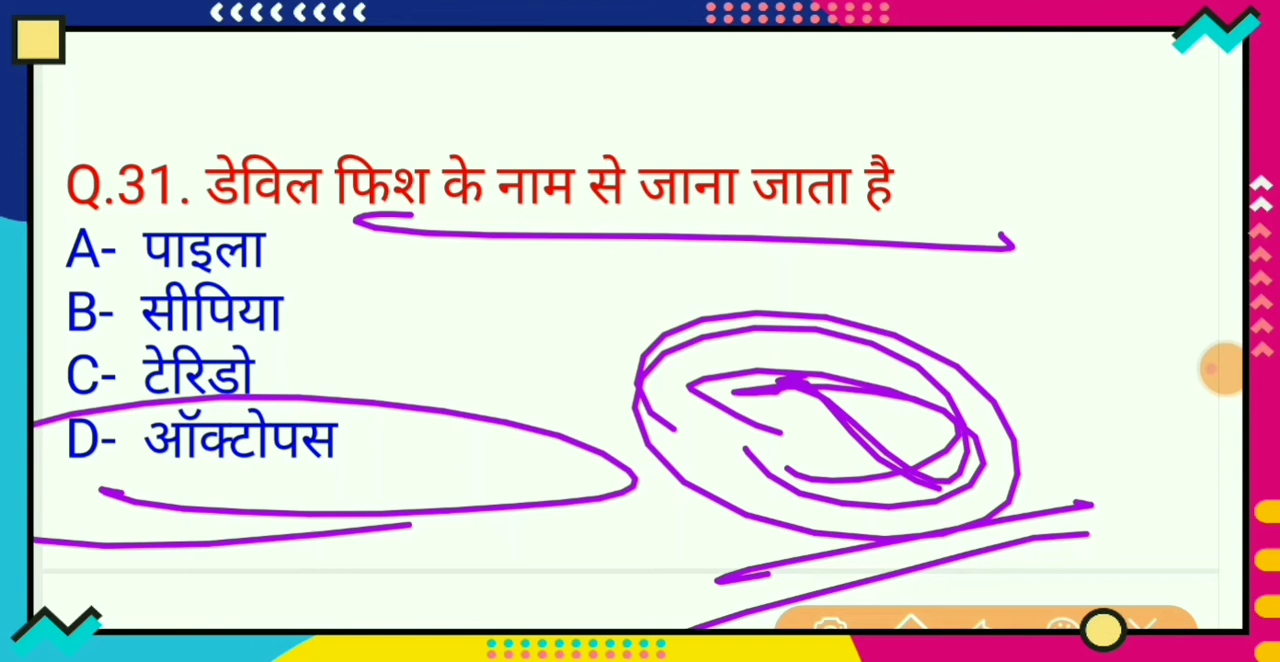 Q.31. डेविल फिश के नाम से जाना जाता है
A- पाइला
B- सीपिया
C- टेरिडो
D- ऑक्टोपस